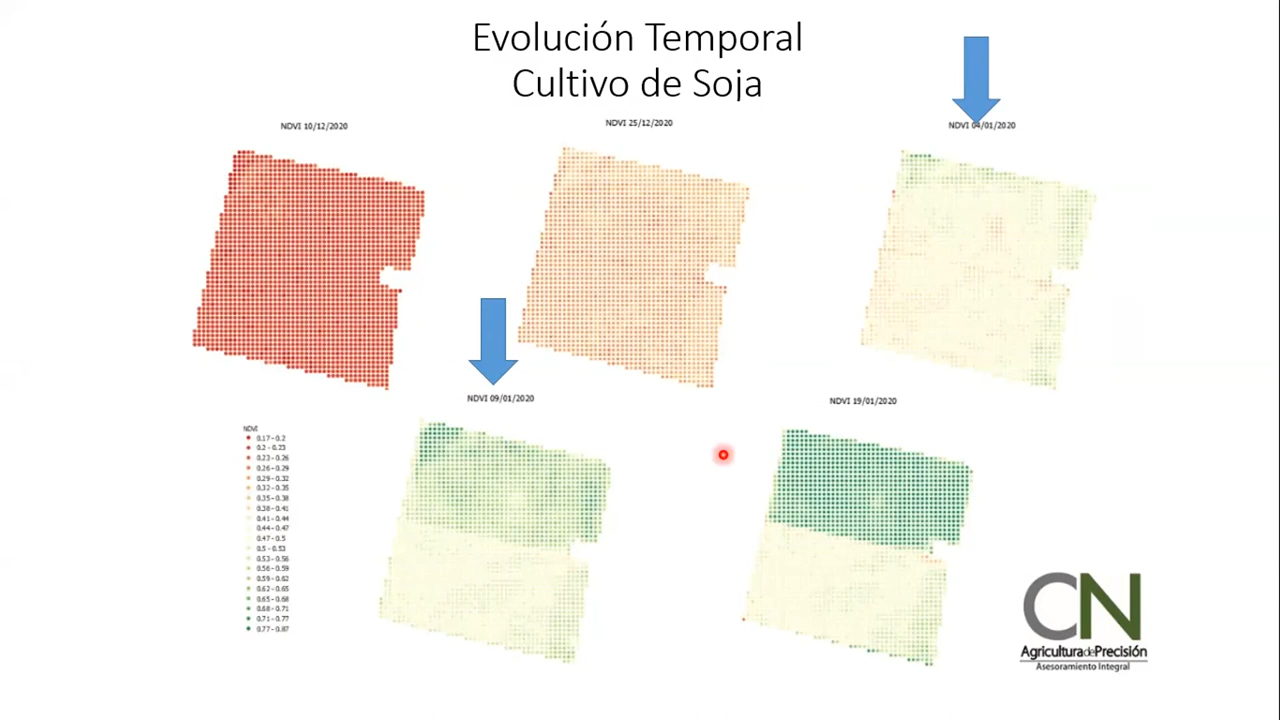 Evolución Temporal
Cultivo de Soja
NDVI 10/12/2020
NDVI 25/12/2020
NDVI 04/01/2020
NDVI 09/01/2020
NDVI 19/01/2020
NDVI
0.17 - 0.2
0.2 - 0.23
0.23 - 0.26
0.26 - 0.29
0.29 - 0.32
0.32 - 0.35
0.35 - 0.38
0.38 - 0.41
0.41 - 0.44
0.44 - 0.47
0.47 - 0.5
0.5 - 0.53
0.53 - 0.56
0.56 - 0.59
0.59 - 0.62
0.62 - 0.65
0.65 - 0.68
0.68 - 0.71
0.71 - 0.77
0.77 - 0.87
CN
Agricultura de Precisión
Asesoramiento Integral